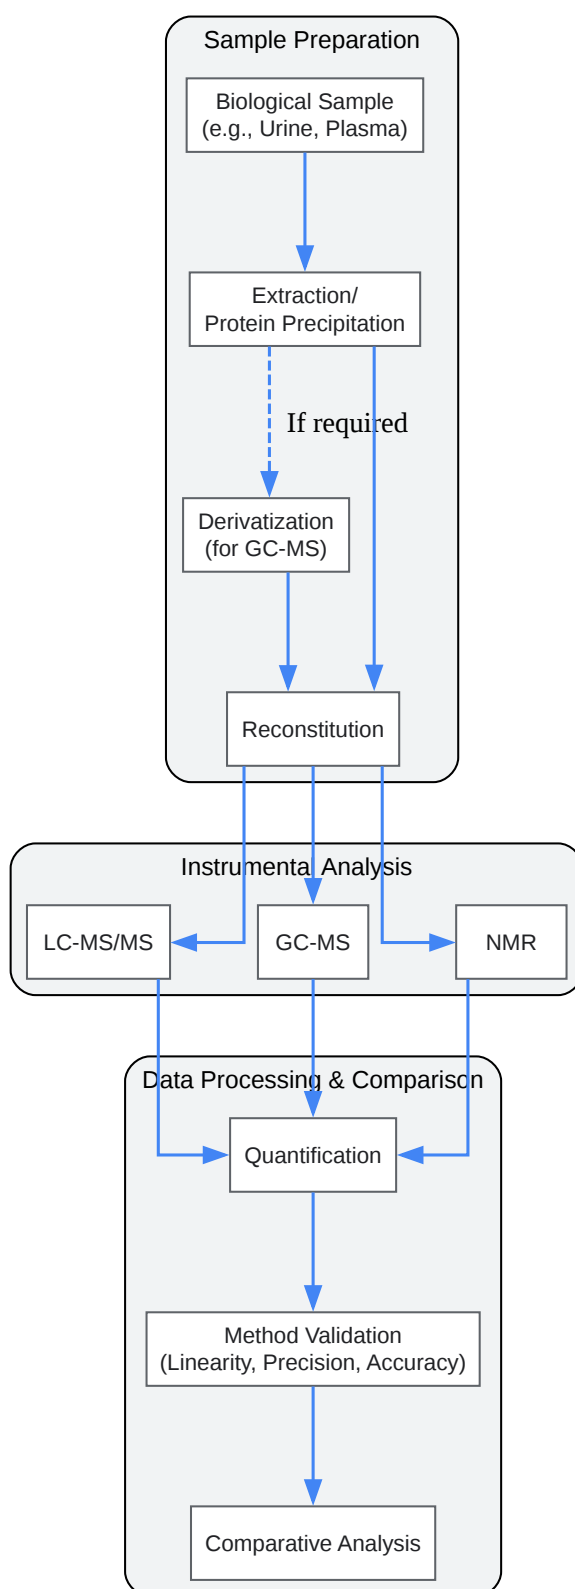 Sample Preparation
Biological Sample
(e.g., Urine, Plasma)
Extraction/
Protein Precipitation
If required
Derivatization
(for GC-MS)
Reconstitution
Instrumental Analysis
LC-MS/MS
GC-MS
NMR
Data Processing & Comparison
Quantification
Method Validation
(Linearity, Precision, Accuracy)
Comparative Analysis